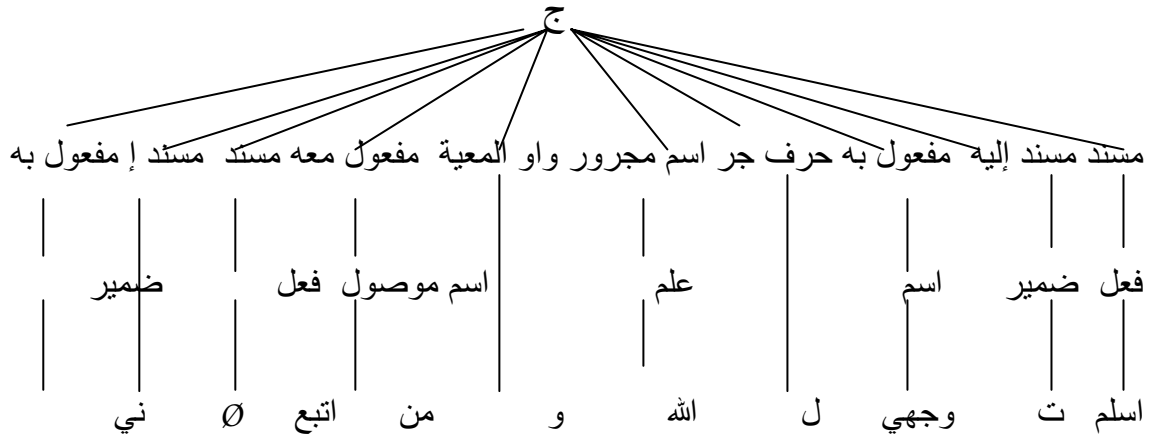 ج
مسند مسند إليه مفعول به حرف جر اسم مجرور واو المعية مفعول معه مسند مسند إ مفعول به
فعل ضمير اسم علم اسم موصول فعل ضمير
اسلم ت وجهي ل الله و من اتبع Ø ني